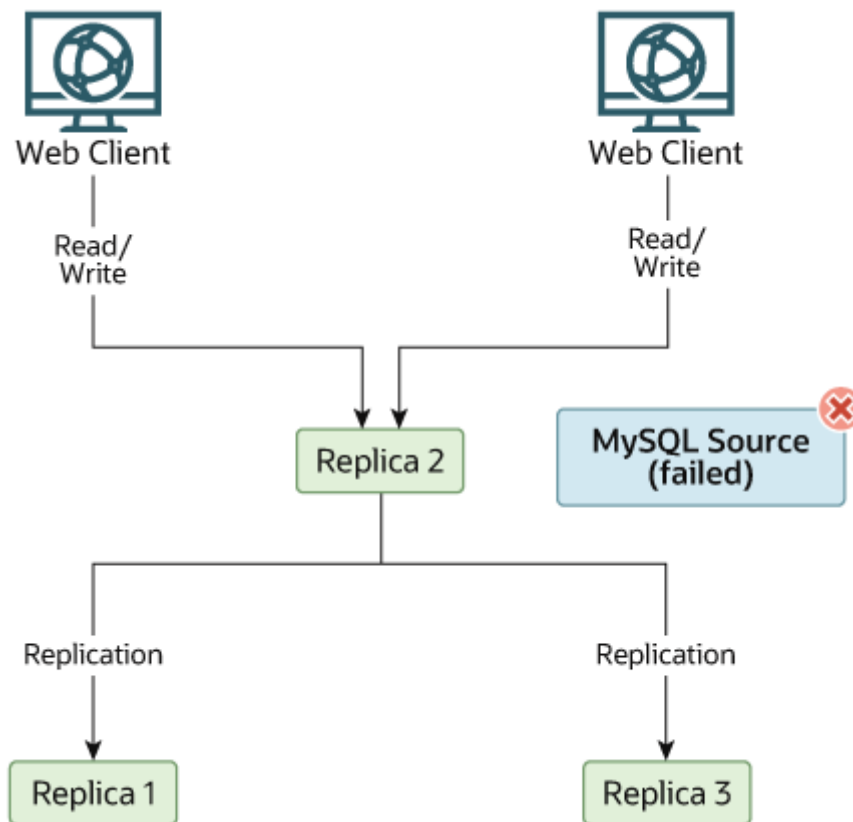 Web Client
Web Client
Read/
Write
Read/
Write
Replica 2
MySQL Source
(failed)
Replication
Replication
Replica 1
Replica 3